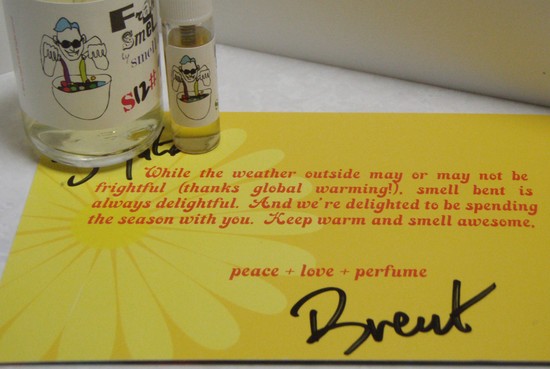 smell
While the weather outside may or may not be
frightful (thanks global warming!), smell bent is
always delightful. And we're delighted to be spending
the season with you. Keep warm and smell awesome.
peace + love + perfume
Brent